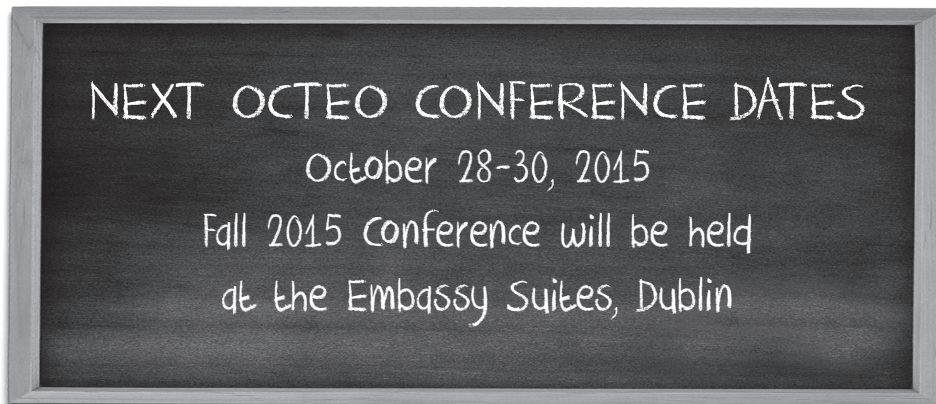 NEXT OCTEO CONFERENCE DATES
October 28-30, 2015
Fall 2015 Conference will be held
at the Embassy Suites, Dublin